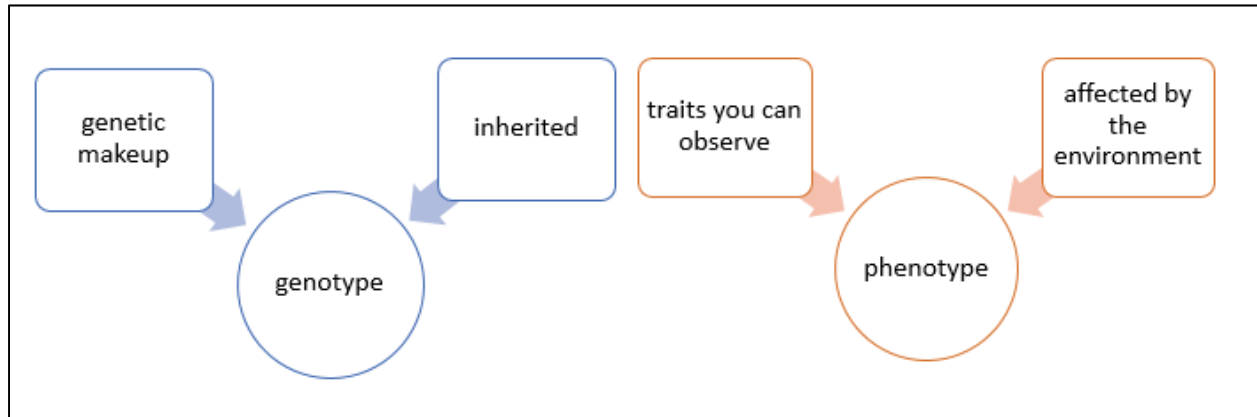 genetic
makeup
inherited
traits you can
observe
affected by
the
environment
genotype
phenotype